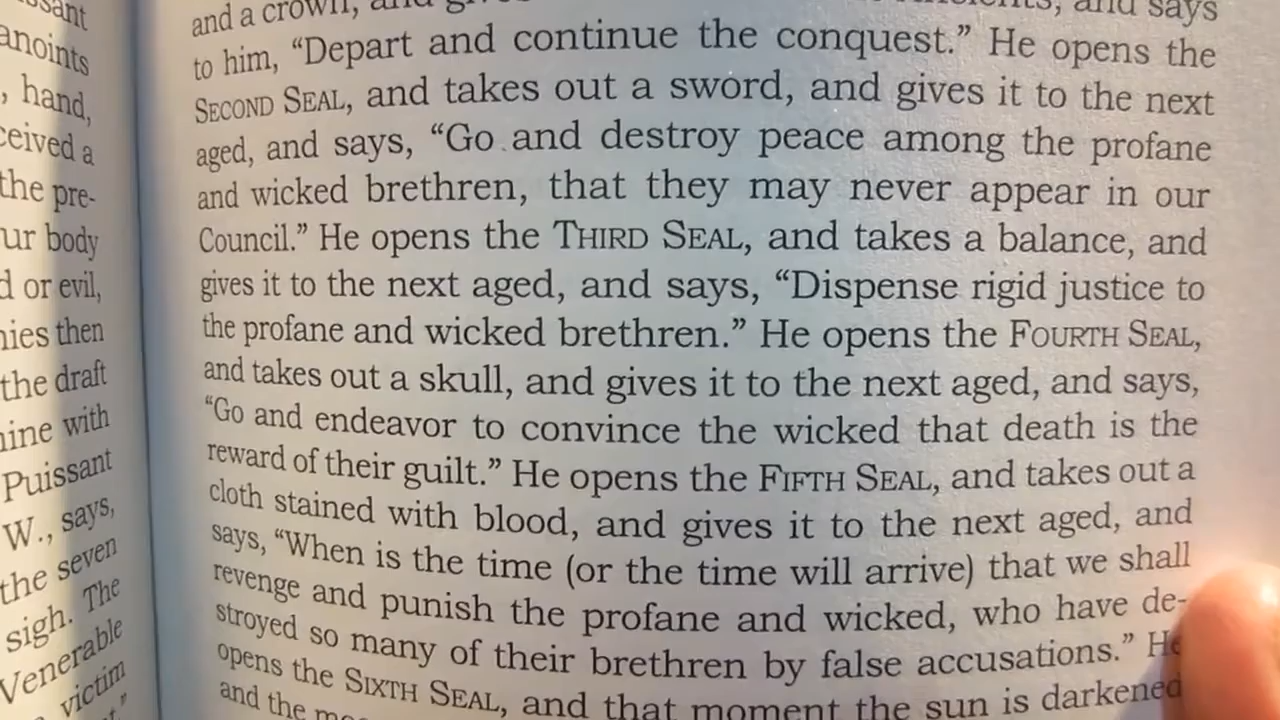 ssant
anoints
, hand,
ceived a
the pre-
ur body
d or evil,
nies then
the draft
nine with
Puissant
W., says,
the seven
sigh. The
Venerable
victim
and a crown, and says
to him, “Depart and continue the conquest.” He opens the
SECOND SEAL, and takes out a sword, and gives it to the next
aged, and says, “Go and destroy peace among the profane
and wicked brethren, that they may never appear in our
Council.” He opens the THIRD SEAL, and takes a balance, and
gives it to the next aged, and says, “Dispense rigid justice to
the profane and wicked brethren.” He opens the FOURTH SEAL,
and takes out a skull, and gives it to the next aged, and says,
“Go and endeavor to convince the wicked that death is the
reward of their guilt.” He opens the FIFTH SEAL, and takes out a
cloth stained with blood, and gives it to the next aged, and
says, “When is the time (or the time will arrive) that we shall
revenge and punish the profane and wicked, who have de-
stroyed so many of their brethren by false accusations.” He
opens the SIXTH SEAL, and that moment the sun is darkened
and the